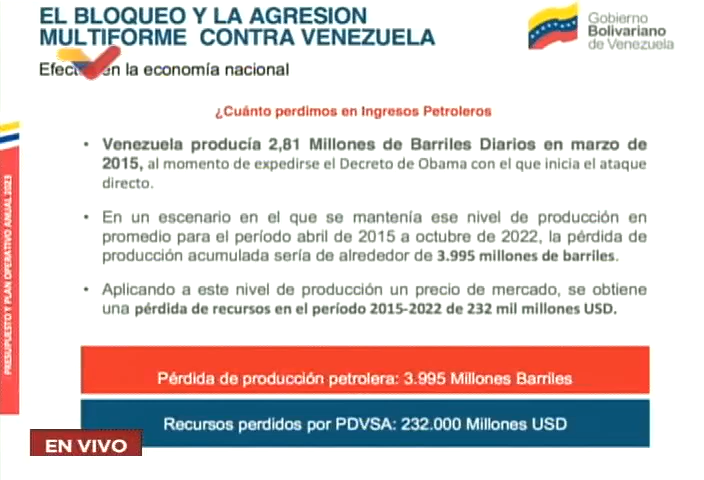 EL BLOQUEO Y LA AGRESION
MULTIFORME CONTRA VENEZUELA
en la economía nacional
Gobierno
Bolivariano
de Venezuela
¿Cuánto perdimos en Ingresos Petroleros
• Venezuela producía 2,81 Millones de Barriles Diarios en marzo de
2015, al momento de expedirse el Decreto de Obama con el que inicia el ataque
directo.
• En un escenario en el que se mantenía ese nivel de producción en
promedio para el período abril de 2015 a octubre de 2022, la pérdida de
producción acumulada sería de alrededor de 3.995 millones de barriles.
• Aplicando a este nivel de producción un precio de mercado, se obtiene
una pérdida de recursos en el período 2015-2022 de 232 mil millones USD.
Pérdida de producción petrolera: 3.995 Millones Barriles
Recursos perdidos por PDVSA: 232.000 Millones USD
PRESUPUESTO Y PLAN OPERATIVO ANUAL 2023
EN VIVO